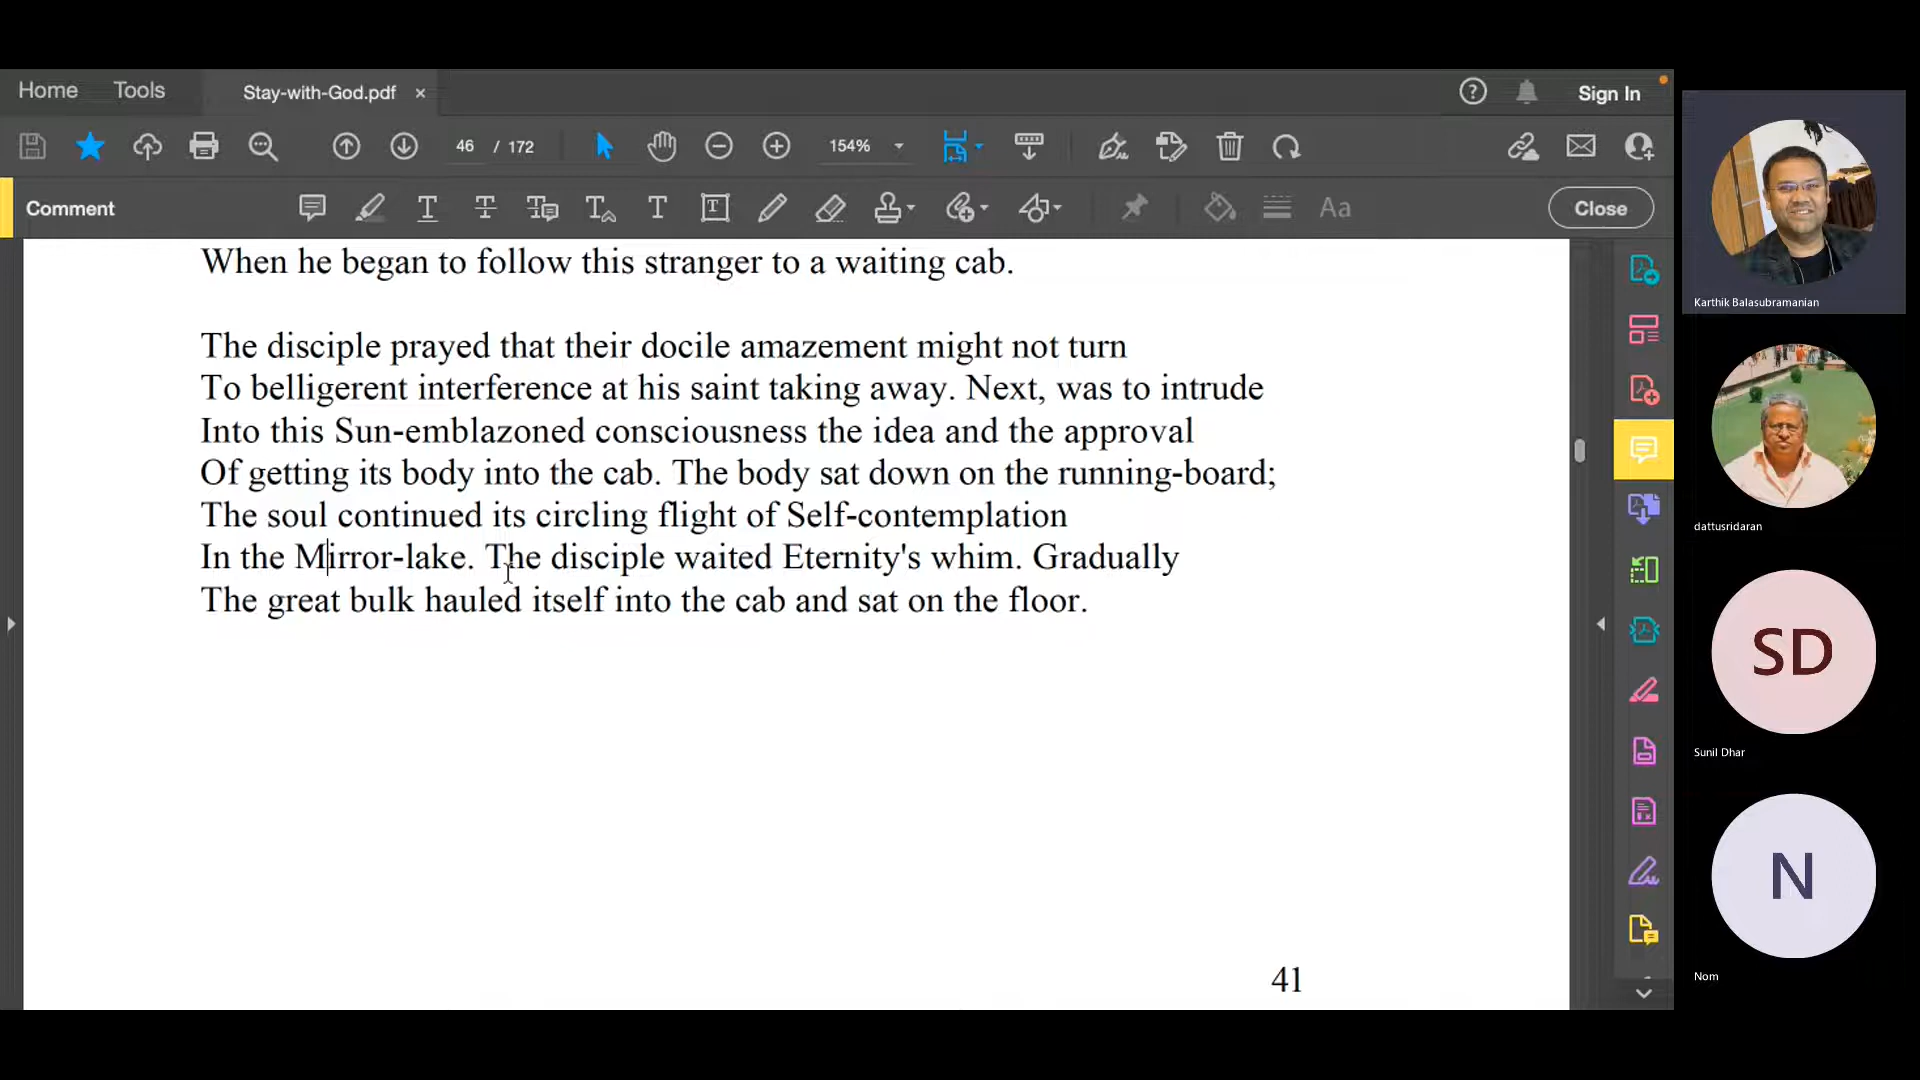 Home Tools Stay-with-God.pdf × Sign In
46 / 172 154%
Comment Aa Close
When he began to follow this stranger to a waiting cab.
The disciple prayed that their docile amazement might not turn
To belligerent interference at his saint taking away. Next, was to intrude
Into this Sun-emblazoned consciousness the idea and the approval
Of getting its body into the cab. The body sat down on the running-board;
The soul continued its circling flight of Self-contemplation
In the Mirror-lake. The disciple waited Eternity's whim. Gradually
The great bulk hauled itself into the cab and sat on the floor.
41
Karthik Balasubramanian
dattusridaran
SD
Sunil Dhar
N
Nom